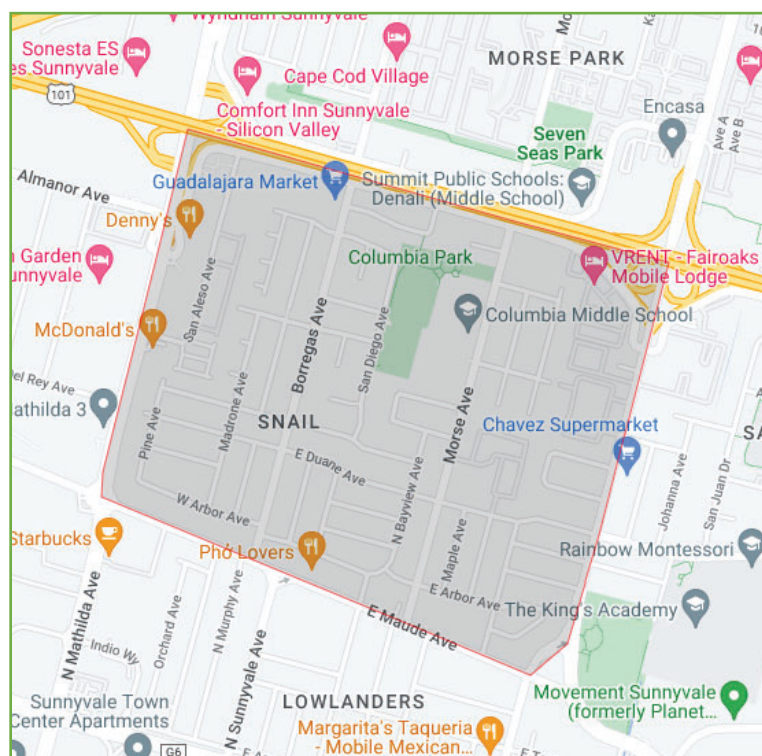 Wyndham Sunnyvale
Sonesta ES
es Sunnyvale
MORSE PARK
Cape Cod Village
101
Comfort Inn Sunnyvale
- Silicon Valley
Encasa
Ave A
Ave B
Seven
Seas Park
Guadalajara Market
Summit Public Schools:
Denali (Middle School)
Almanor Ave
Denny's
Columbia Park
VRENT - Fairoaks
Mobile Lodge
n Garden
Sunnyvale
San Aleso Ave
Borregas Ave
San Diego Ave
Columbia Middle School
McDonald's
Del Rey Ave
Mathilda 3
Pine Ave
Madrone Ave
SNAIL
Morse Ave
Chavez Supermarket
SA
E Duane Ave
N Bayview Ave
Johanna Ave
San Juan Dr
W Arbor Ave
Starbucks
Phở Lovers
E Maple Ave
Rainbow Montessori
E Arbor Ave
The King's Academy
N Mathilda Ave
Orchard Ave
N Murphy Ave
E Maude Ave
Indio Wy
N Sunnyvale Ave
Sunnyvale Town
Center Apartments
LOWLANDERS
Movement Sunnyvale
(formerly Planet...
G6
Margarita's Taqueria
- Mobile Mexican...